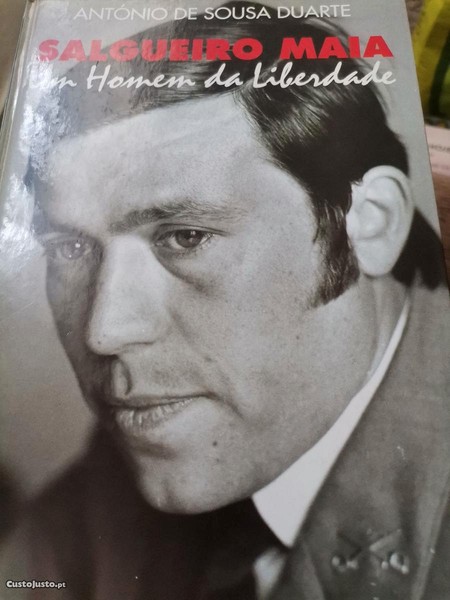 ANTÓNIO DE SOUSA DUARTE
SALGUEIRO MAIA
Um Homem da Liberdade
CustoJusto.pt